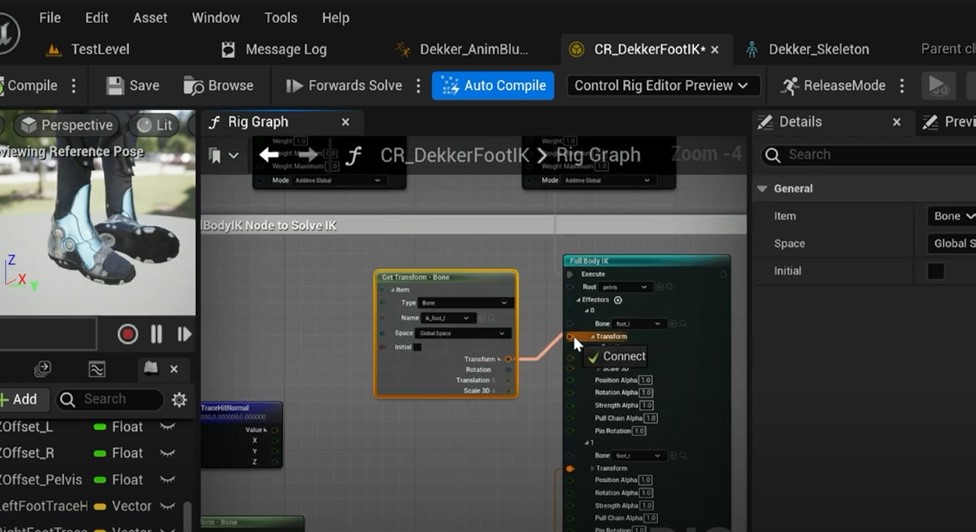 File Edit Asset Window Tools Help
TestLevel Message Log Dekker_AnimBlu... CR_DekkerFootIK* Dekker_Skeleton Parent cl
Compile Save Browse Forwards Solve Auto Compile Control Rig Editor Preview ReleaseMode
Perspective Lit Rig Graph Details Previ
viewing Reference Pose
CR_DekkerFootIK > Rig Graph Zoom -4
Search
Weight 1.0
Weight Maximum 1.0
Mode Additive Global
Mode Additive Global
General
Item Bone
Space Global S
Initial
lBodyIK Node to Solve IK
Z
X
Y
Get Transform - Bone
Item
Type Bone
Name ik_foot_l
Space Global Space
Initial
Transform
Rotation
Translation
Scale 3D
Full Body IK
Execute
Root pelvis
Effectors
0
Bone foot_l
Transform
Connect
Scale 3D
Position Alpha 1.0
Rotation Alpha 1.0
Strength Alpha 1.0
Pull Chain Alpha 1.0
Pin Rotation 1.0
1
Bone foot_r
Transform
Position Alpha 1.0
Rotation Alpha 1.0
Strength Alpha 1.0
Pull Chain Alpha 1.0
Pin Rotation 1.0
Add Search
ZOffset_L Float
ZOffset_R Float
ZOffset_Pelvis Float
LeftFootTraceH Vector
RightFootTrace Vector
TraceHitNormal
Value
X
Y
Z
orm - Bone